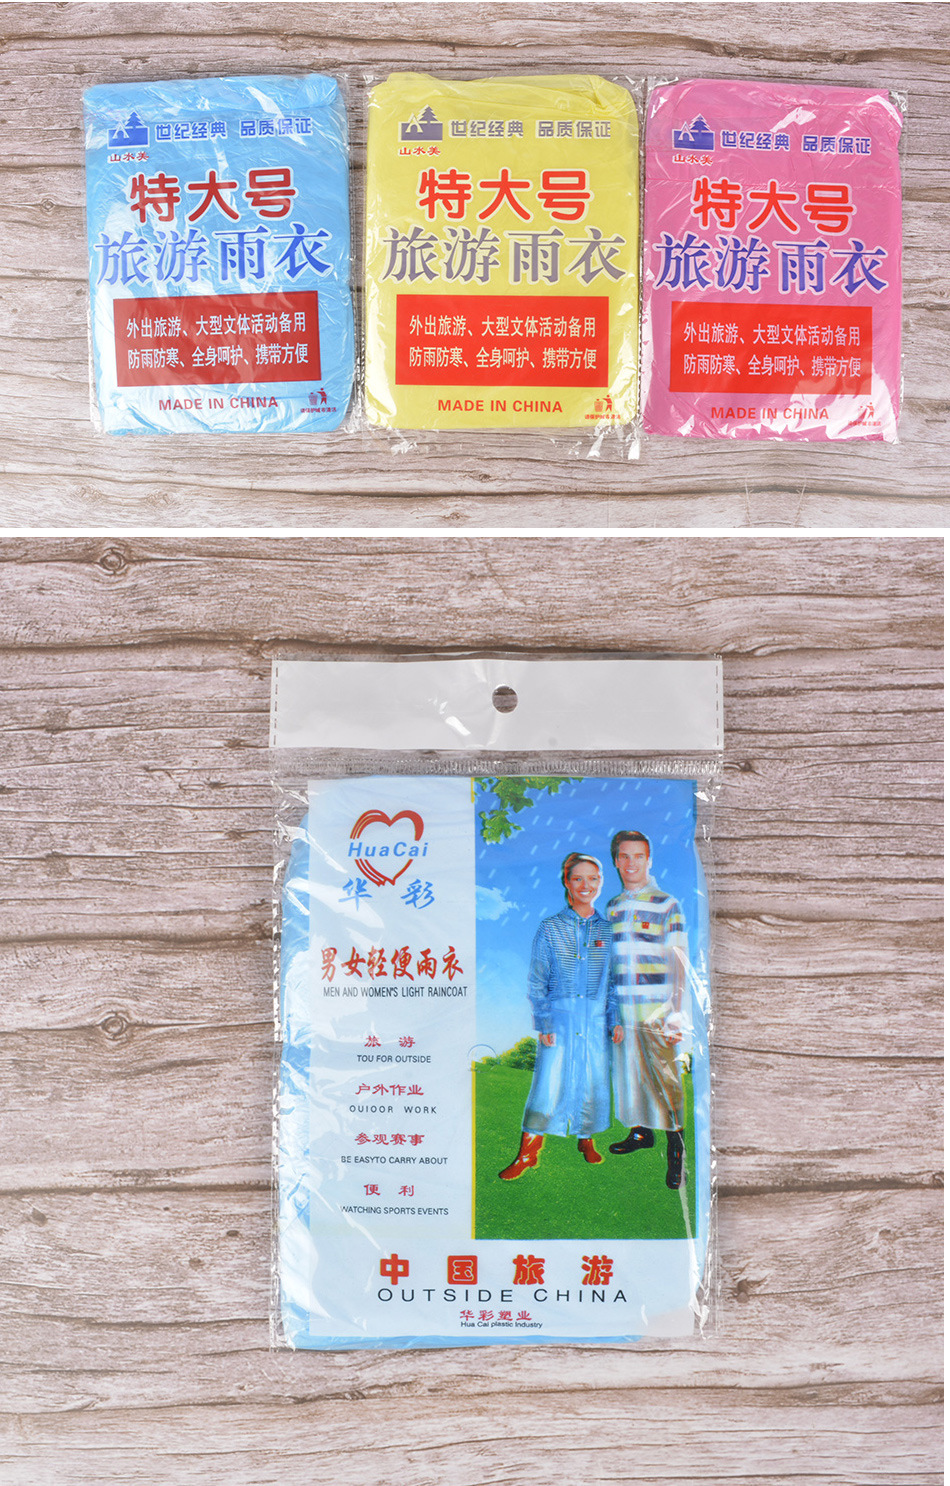 世纪经典 品质保证
山水美
特大号
旅游雨衣
外出旅游、大型文体活动备用
防雨防寒、全身呵护、携带方便
MADE IN CHINA
世纪经典 品质保证
山水美
特大号
旅游雨衣
外出旅游、大型文体活动备用
防雨防寒、全身呵护、携带方便
MADE IN CHINA
世纪经典 品质保证
山水美
特大号
旅游雨衣
外出旅游、大型文体活动备用
防雨防寒、全身呵护、携带方便
MADE IN CHINA
HuaCai
华彩
男女轻便雨衣
MEN AND WOMEN'S LIGHT RAINCOAT
旅游
TOU FOR OUTSIDE
户外作业
OUIOOR WORK
参观赛事
BE EASYTO CARRY ABOUT
便利
WATCHING SPORTS EVENTS
中国旅游
OUTSIDE CHINA
华彩塑业
Hua Cai plastic Industry